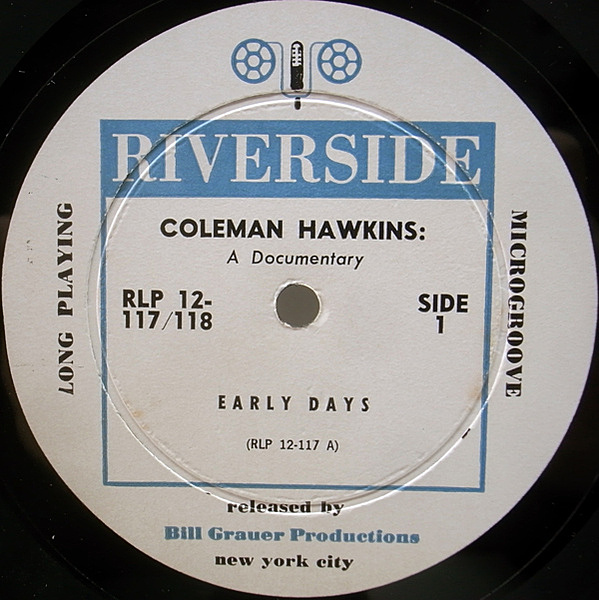 RIVERSIDE
COLEMAN HAWKINS:
A Documentary
RLP 12-
117/118
SIDE
1
EARLY DAYS
(RLP 12-117 A)
LONG PLAYING
MICROGROOVE
released by
Bill Grauer Productions
new york city